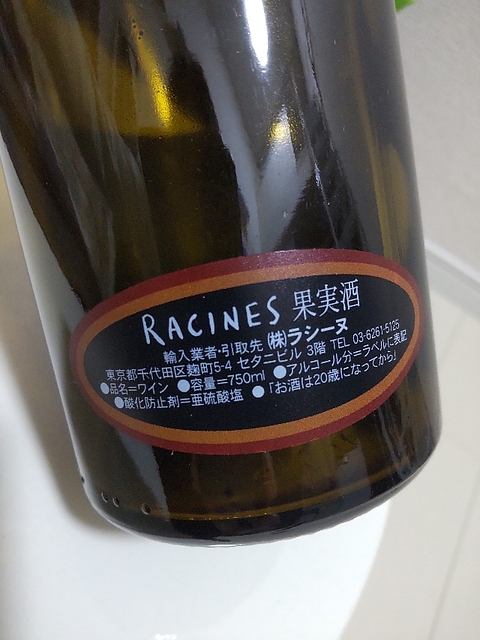 RACINES 果実酒
輸入業者・引取先 ㈱ラシーヌ
東京都千代田区麹町5-4 セタニビル 3階 TEL 03-6261-5125
●品名=ワイン ●容量=750ml ●アルコール分=ラベルに表記
●酸化防止剤=亜硫酸塩 ●「お酒は20歳になってから!